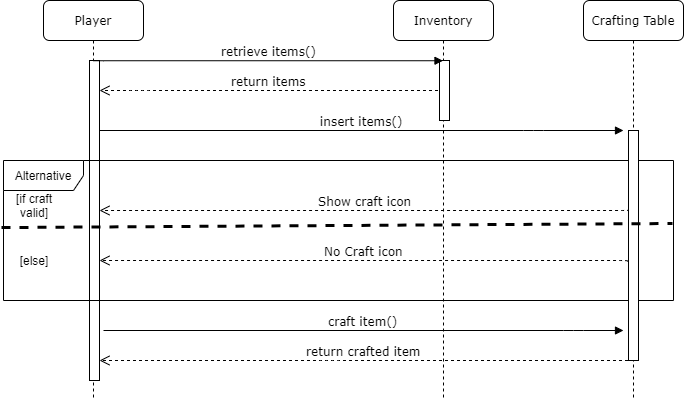 Player
Inventory
Crafting Table
retrieve items()
return items
insert items()
Alternative
[if craft
valid]
Show craft icon
No Craft icon
[else]
craft item()
return crafted item